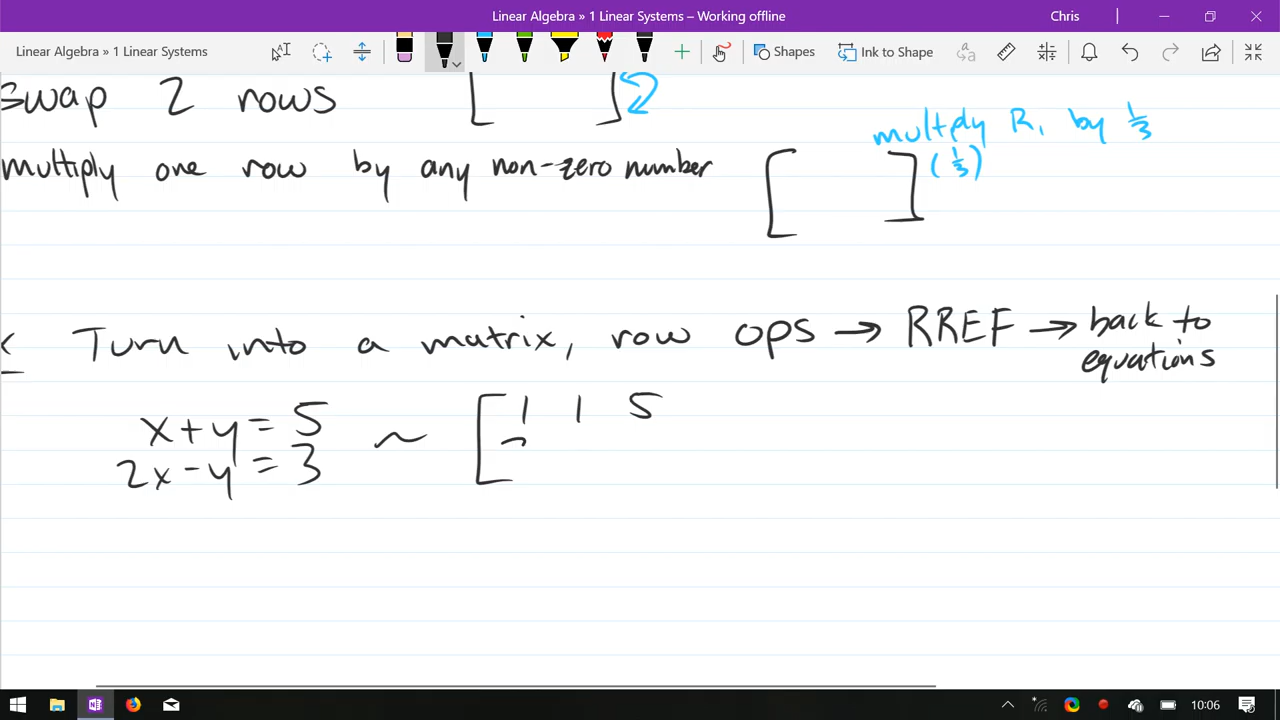 Linear Algebra » 1 Linear Systems – Working offline
Chris
Linear Algebra » 1 Linear Systems
Shapes
Ink to Shape
swap 2 rows [ ]
multiply R₁ by 1/3
multiply one row by any non-zero number [ ] (1/3)
Turn into a matrix, row ops → RREF → back to
equations
x+y = 5 ~ [ 1 1 5
2x-y = 3
10:06